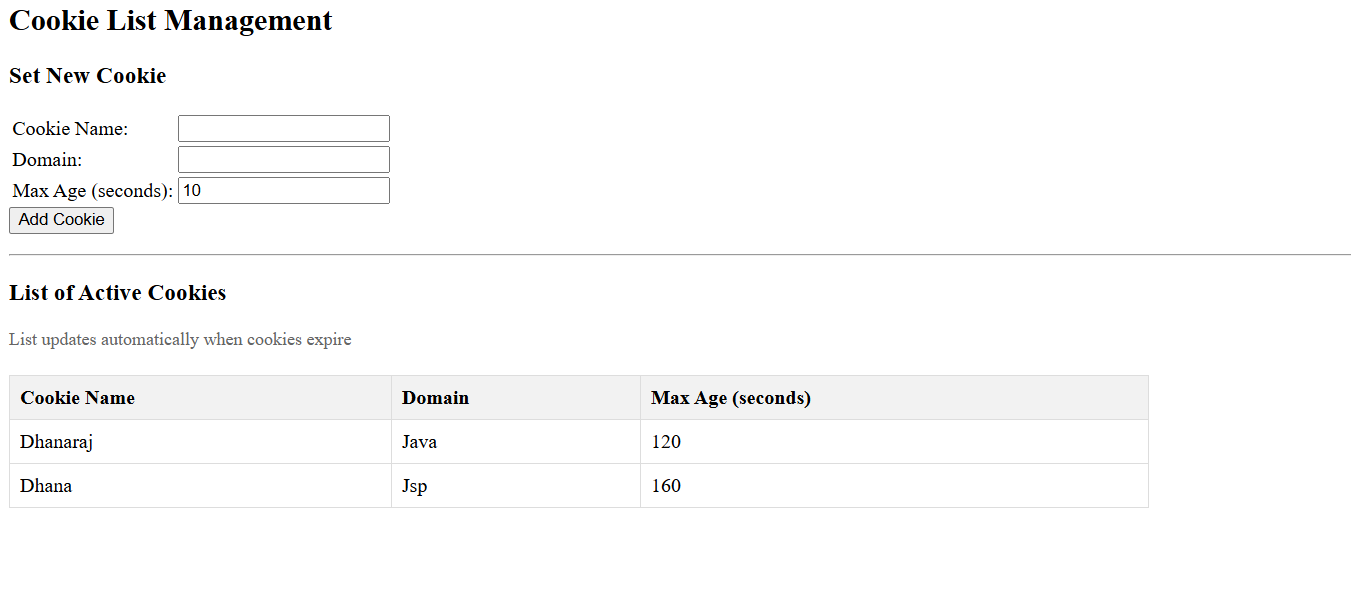 Cookie List Management
Set New Cookie
Cookie Name:
Domain:
Max Age (seconds): 10
Add Cookie
List of Active Cookies
List updates automatically when cookies expire
Cookie Name Domain Max Age (seconds)
Dhanaraj Java 120
Dhana Jsp 160